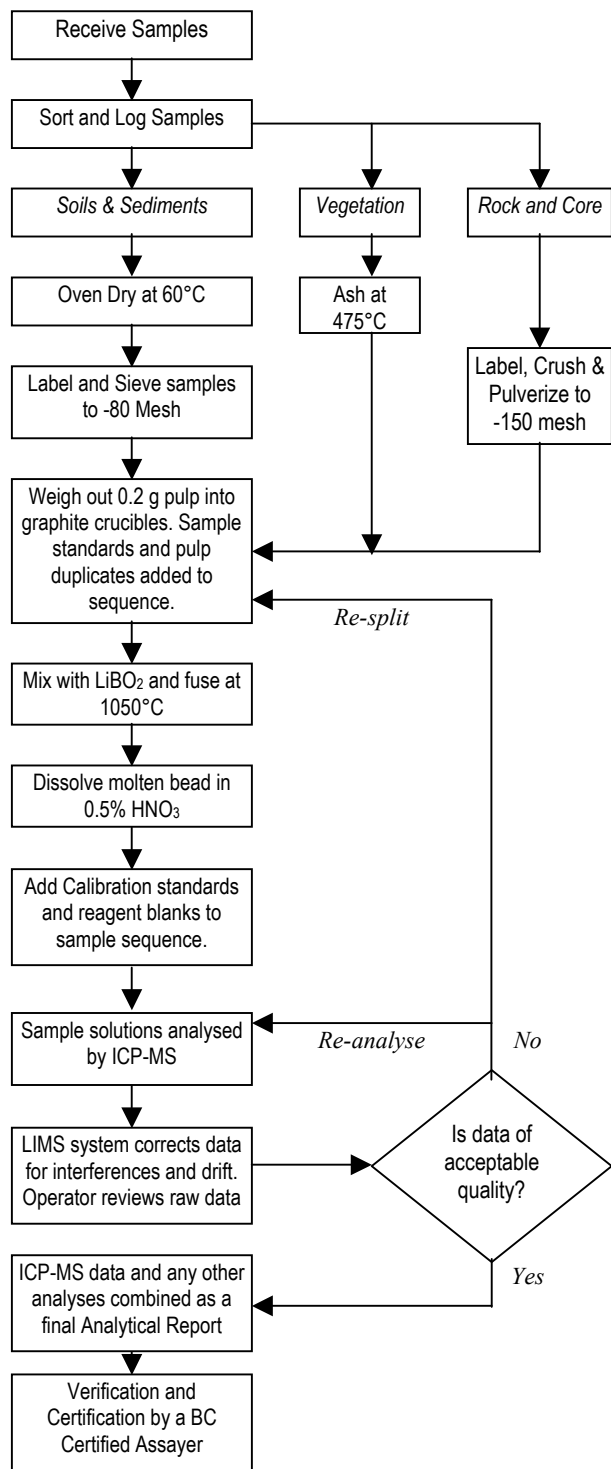 Receive Samples
Sort and Log Samples
Soils & Sediments
Vegetation
Rock and Core
Oven Dry at 60°C
Ash at
475°C
Label and Sieve samples
to -80 Mesh
Label, Crush &
Pulverize to
-150 mesh
Weigh out 0.2 g pulp into
graphite crucibles. Sample
standards and pulp
duplicates added to
sequence.
Re-split
Mix with LiBO₂ and fuse at
1050°C
Dissolve molten bead in
0.5% HNO₃
Add Calibration standards
and reagent blanks to
sample sequence.
Sample solutions analysed
by ICP-MS
Re-analyse
No
LIMS system corrects data
for interferences and drift.
Operator reviews raw data
Is data of
acceptable
quality?
Yes
ICP-MS data and any other
analyses combined as a
final Analytical Report
Verification and
Certification by a BC
Certified Assayer